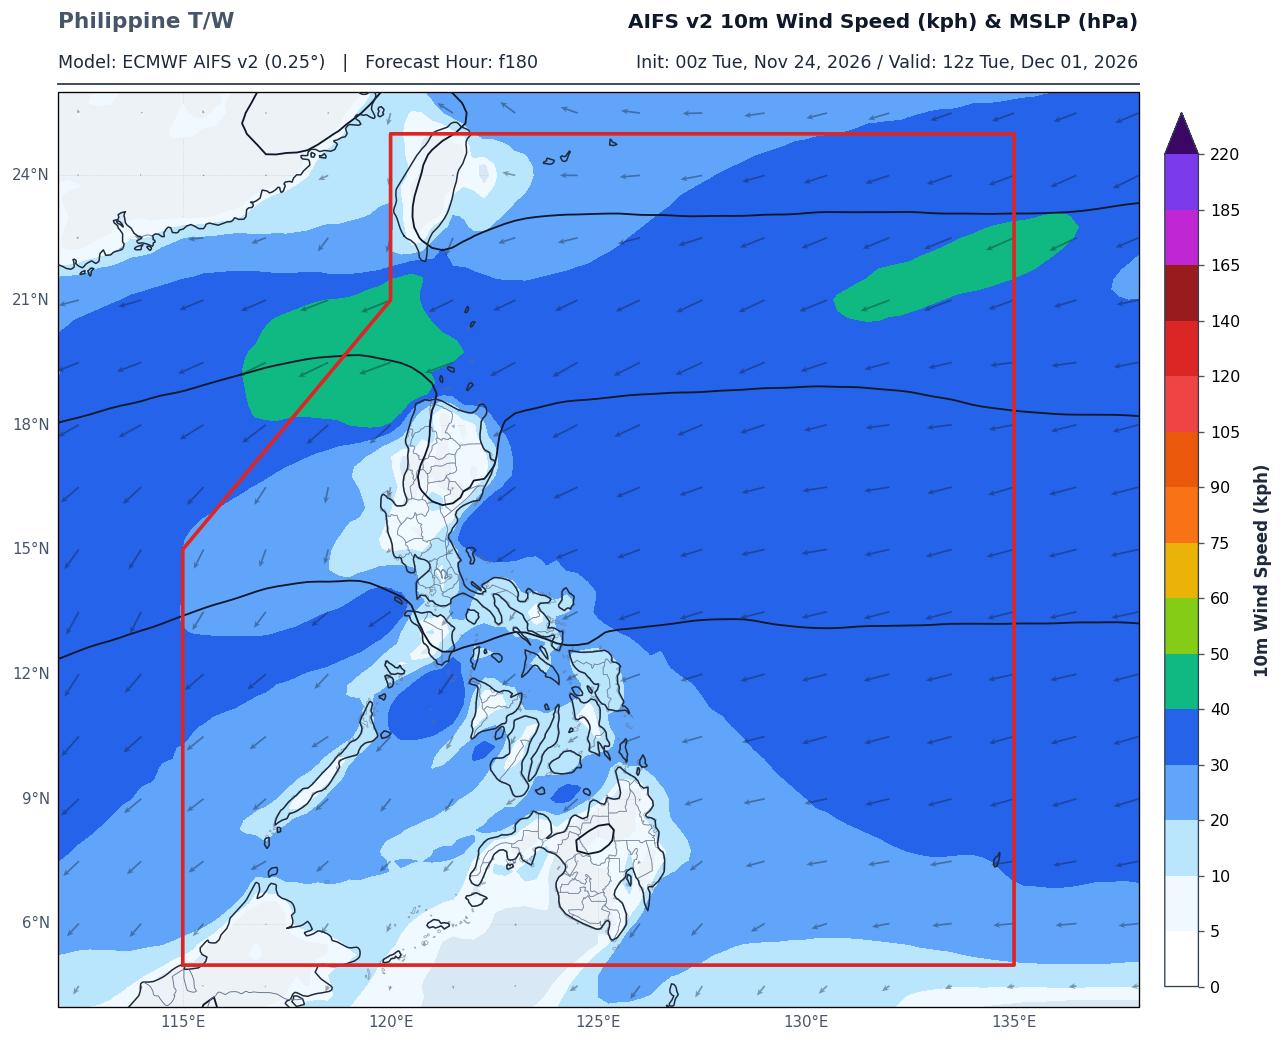 Philippine T/W
AIFS v2 10m Wind Speed (kph) & MSLP (hPa)
Model: ECMWF AIFS v2 (0.25°) | Forecast Hour: f180
Init: 00z Tue, Nov 24, 2026 / Valid: 12z Tue, Dec 01, 2026
24°N
21°N
18°N
15°N
12°N
9°N
6°N
115°E
120°E
125°E
130°E
135°E
220
185
165
140
120
105
90
75
60
50
40
30
20
10
5
0
10m Wind Speed (kph)